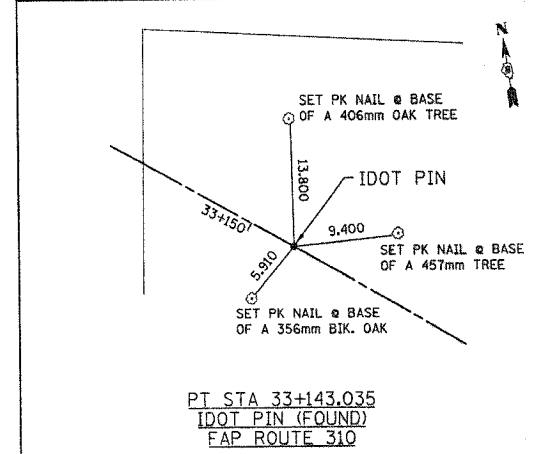 N
SET PK NAIL @ BASE
OF A 406mm OAK TREE
13.800
IDOT PIN
33+150
9.400
SET PK NAIL @ BASE
OF A 457mm TREE
5.910
SET PK NAIL @ BASE
OF A 356mm BIK. OAK
PT STA 33+143.035
IDOT PIN (FOUND)
FAP ROUTE 310